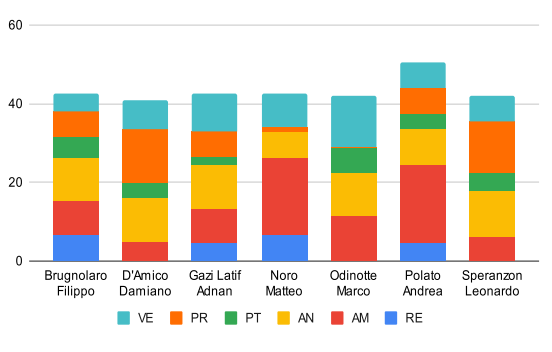 60
40
20
0
Brugnolaro Filippo
D'Amico Damiano
Gazi Latif Adnan
Noro Matteo
Odinotte Marco
Polato Andrea
Speranzon Leonardo
VE PR PT AN AM RE